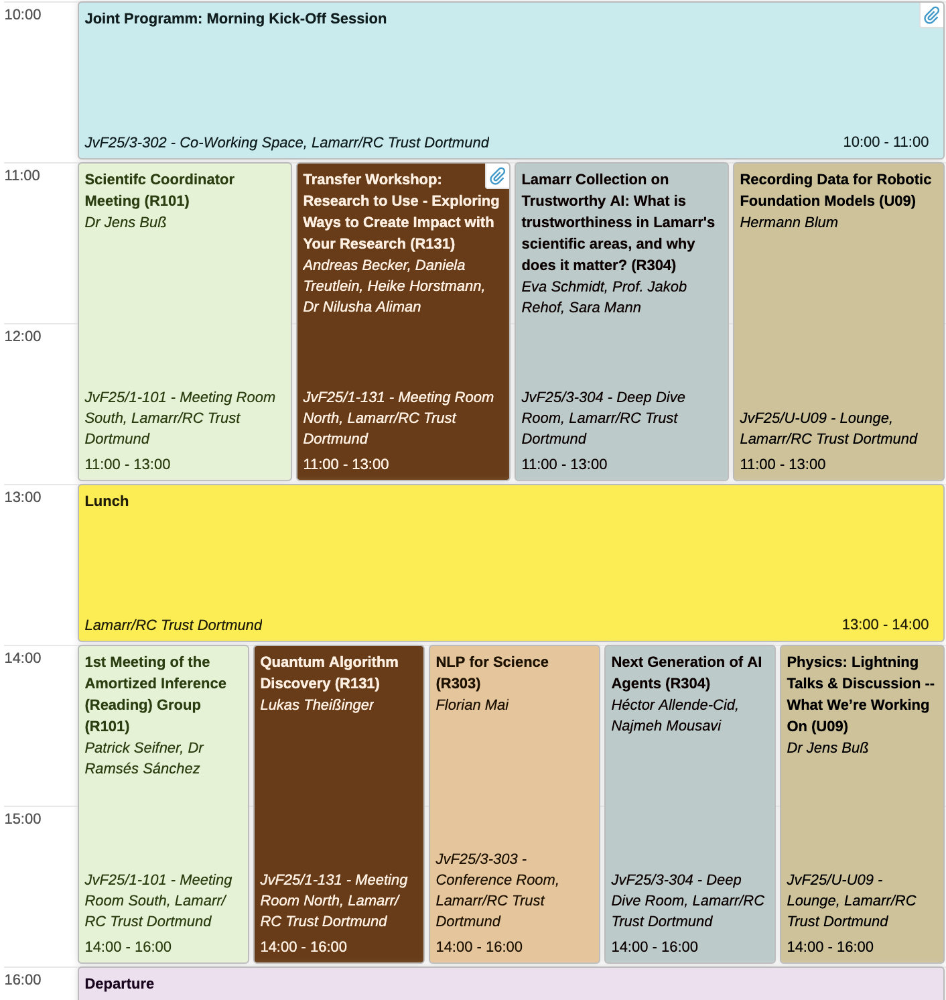 10:00
Joint Programm: Morning Kick-Off Session
JvF25/3-302 - Co-Working Space, Lamarr/RC Trust Dortmund
10:00 - 11:00
11:00
Scientifc Coordinator
Meeting (R101)
Dr Jens Buß
JvF25/1-101 - Meeting Room
South, Lamarr/RC Trust
Dortmund
11:00 - 13:00
Transfer Workshop:
Research to Use - Exploring
Ways to Create Impact with
Your Research (R131)
Andreas Becker, Daniela
Treutlein, Heike Horstmann,
Dr Nilusha Aliman
JvF25/1-131 - Meeting Room
North, Lamarr/RC Trust
Dortmund
11:00 - 13:00
Lamarr Collection on
Trustworthy AI: What is
trustworthiness in Lamarr's
scientific areas, and why
does it matter? (R304)
Eva Schmidt, Prof. Jakob
Rehof, Sara Mann
JvF25/3-304 - Deep Dive
Room, Lamarr/RC Trust
Dortmund
11:00 - 13:00
Recording Data for Robotic
Foundation Models (U09)
Hermann Blum
JvF25/U-U09 - Lounge,
Lamarr/RC Trust Dortmund
11:00 - 13:00
12:00
13:00
Lunch
Lamarr/RC Trust Dortmund
13:00 - 14:00
14:00
1st Meeting of the
Amortized Inference
(Reading) Group
(R101)
Patrick Seifner, Dr
Ramsés Sánchez
JvF25/1-101 - Meeting
Room South, Lamarr/
RC Trust Dortmund
14:00 - 16:00
Quantum Algorithm
Discovery (R131)
Lukas Theißinger
JvF25/1-131 - Meeting
Room North, Lamarr/
RC Trust Dortmund
14:00 - 16:00
NLP for Science
(R303)
Florian Mai
JvF25/3-303 -
Conference Room,
Lamarr/RC Trust
Dortmund
14:00 - 16:00
Next Generation of AI
Agents (R304)
Héctor Allende-Cid,
Najmeh Mousavi
JvF25/3-304 - Deep
Dive Room, Lamarr/RC
Trust Dortmund
14:00 - 16:00
Physics: Lightning
Talks & Discussion --
What We’re Working
On (U09)
Dr Jens Buß
JvF25/U-U09 -
Lounge, Lamarr/RC
Trust Dortmund
14:00 - 16:00
15:00
16:00
Departure